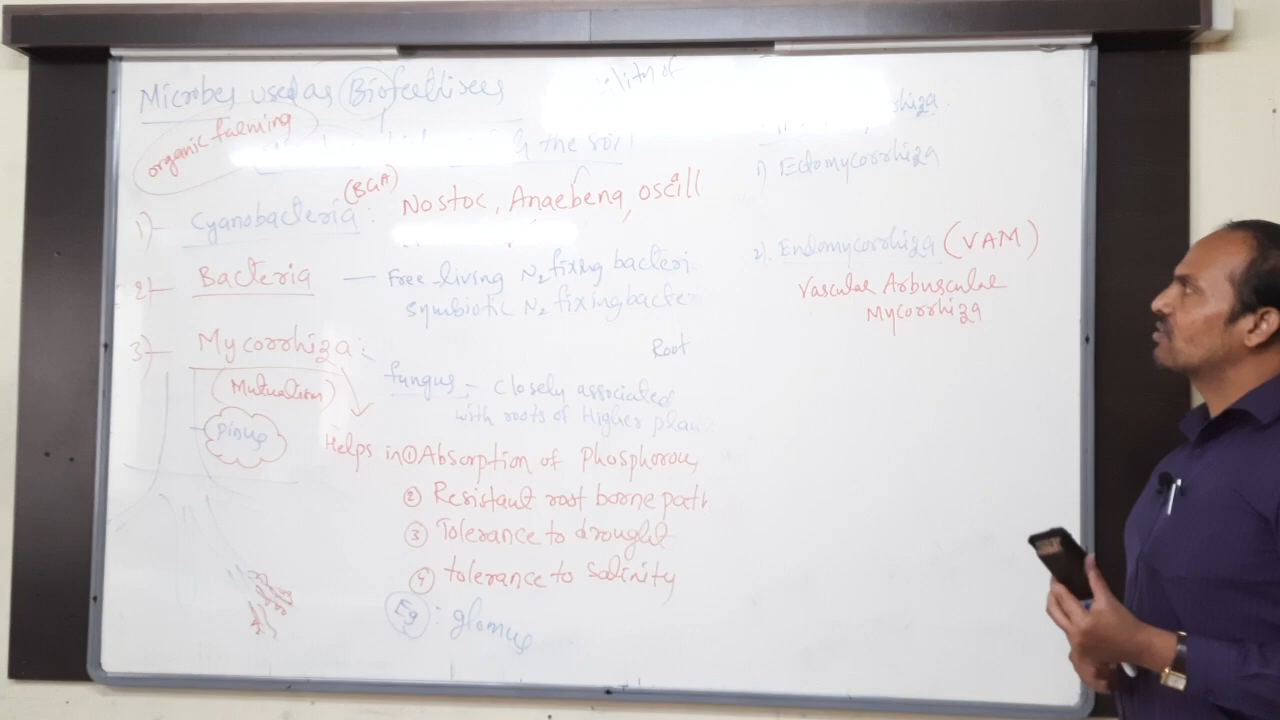 Microbes used as Biofertilisers
ility of
organic farming
the soil
1) Cyanobacteria: (BGA) Nostoc, Anaebena, oscill
2) Bacteria — Free-living N2 fixing bacteri
symbiotic N2 fixing bacter
3) Mycorrhiza:
Root
(Mutualism)
fungus - closely associated
with roots of Higher plan
Pinus
Helps in ① Absorption of Phosphorous
② Resistant root borne path
③ Tolerance to drought
④ tolerance to Salinity
Eg: glomus
rhiza
1) Ectomycorrhiza
2) Endomycorrhiza (VAM)
Vascular Arbuscular
Mycorrhiza